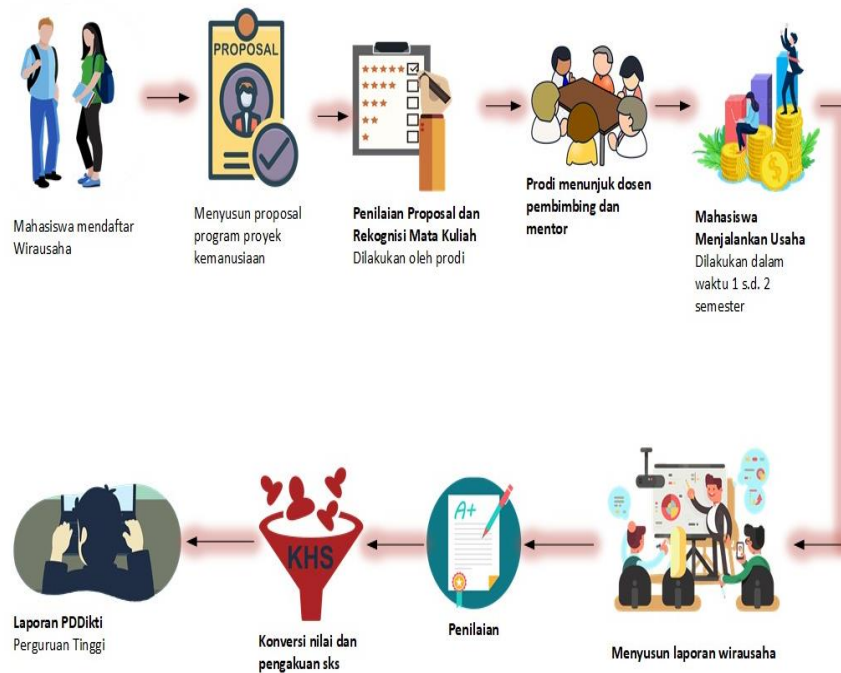 PROPOSAL
Mahasiswa mendaftar
Wirausaha
Menyusun proposal
program proyek
kemanusiaan
Penilaian Proposal dan
Rekognisi Mata Kuliah
Dilakukan oleh prodi
Prodi menunjuk dosen
pembimbing dan
mentor
Mahasiswa
Menjalankan Usaha
Dilakukan dalam
waktu 1 s.d. 2
semester
Menyusun laporan wirausaha
A+
Penilaian
KHS
Konversi nilai dan
pengakuan sks
Laporan PDDikti
Perguruan Tinggi